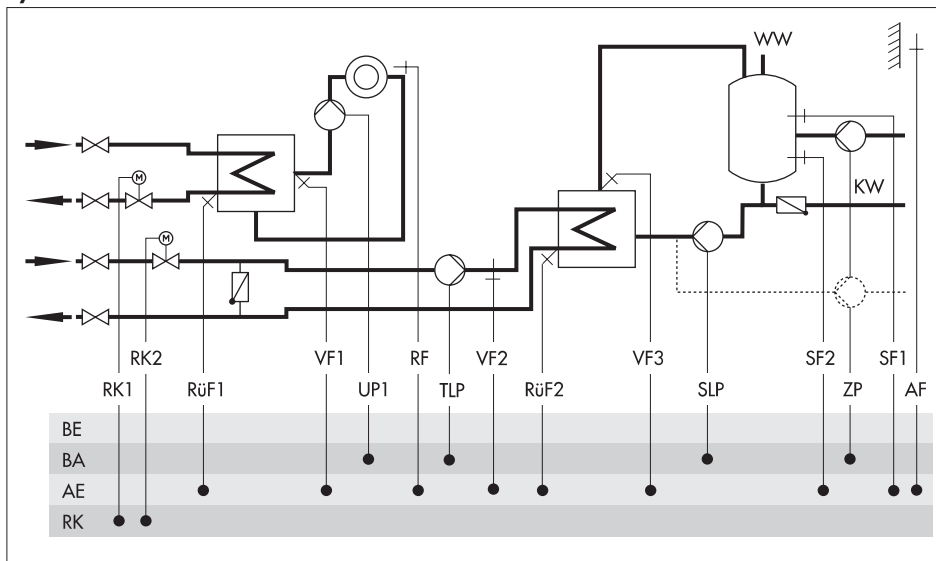 WW
M
KW
M
RK2 VF1 RF VF2 VF3 SF2 SF1
RK1 RüF1 UP1 TLP RüF2 SLP ZP AF
BE
BA
AE
RK